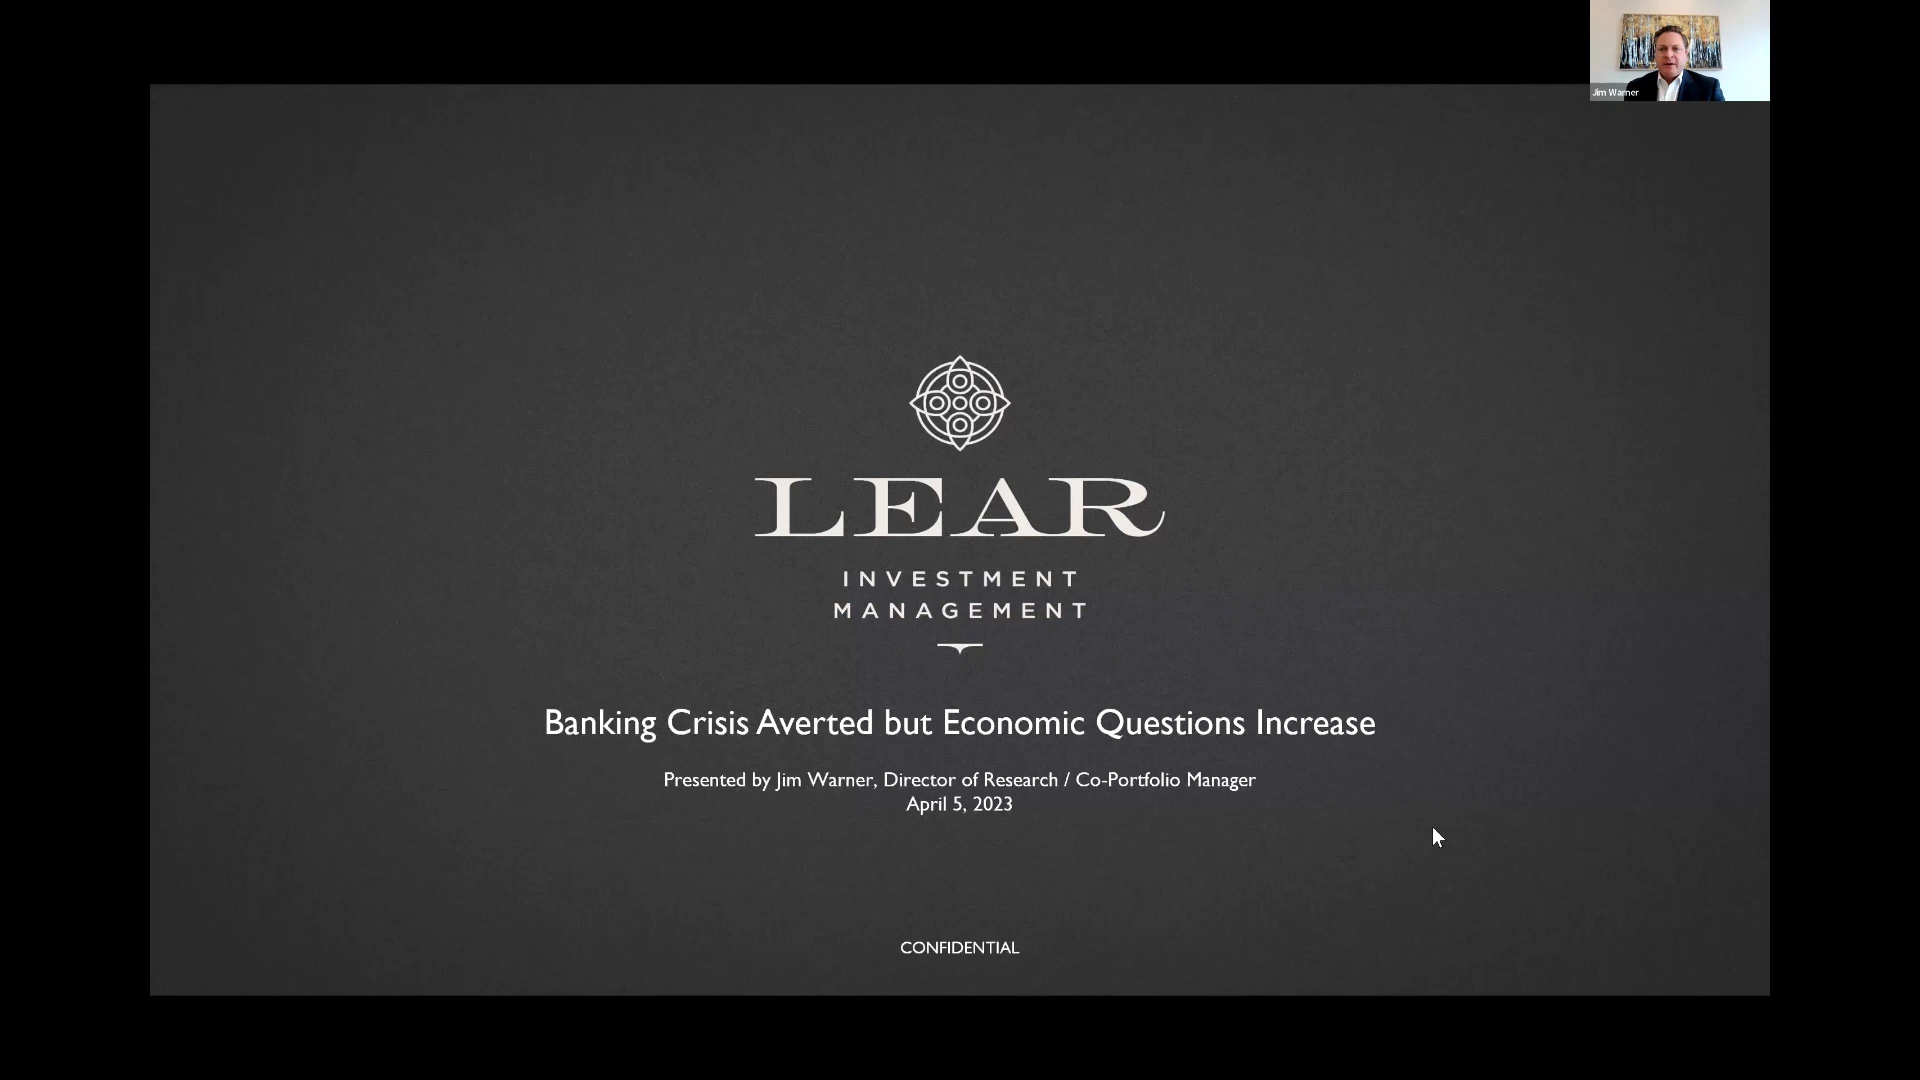 Jim Warner
LEAR
INVESTMENT
MANAGEMENT
Banking Crisis Averted but Economic Questions Increase
Presented by Jim Warner, Director of Research / Co-Portfolio Manager
April 5, 2023
CONFIDENTIAL